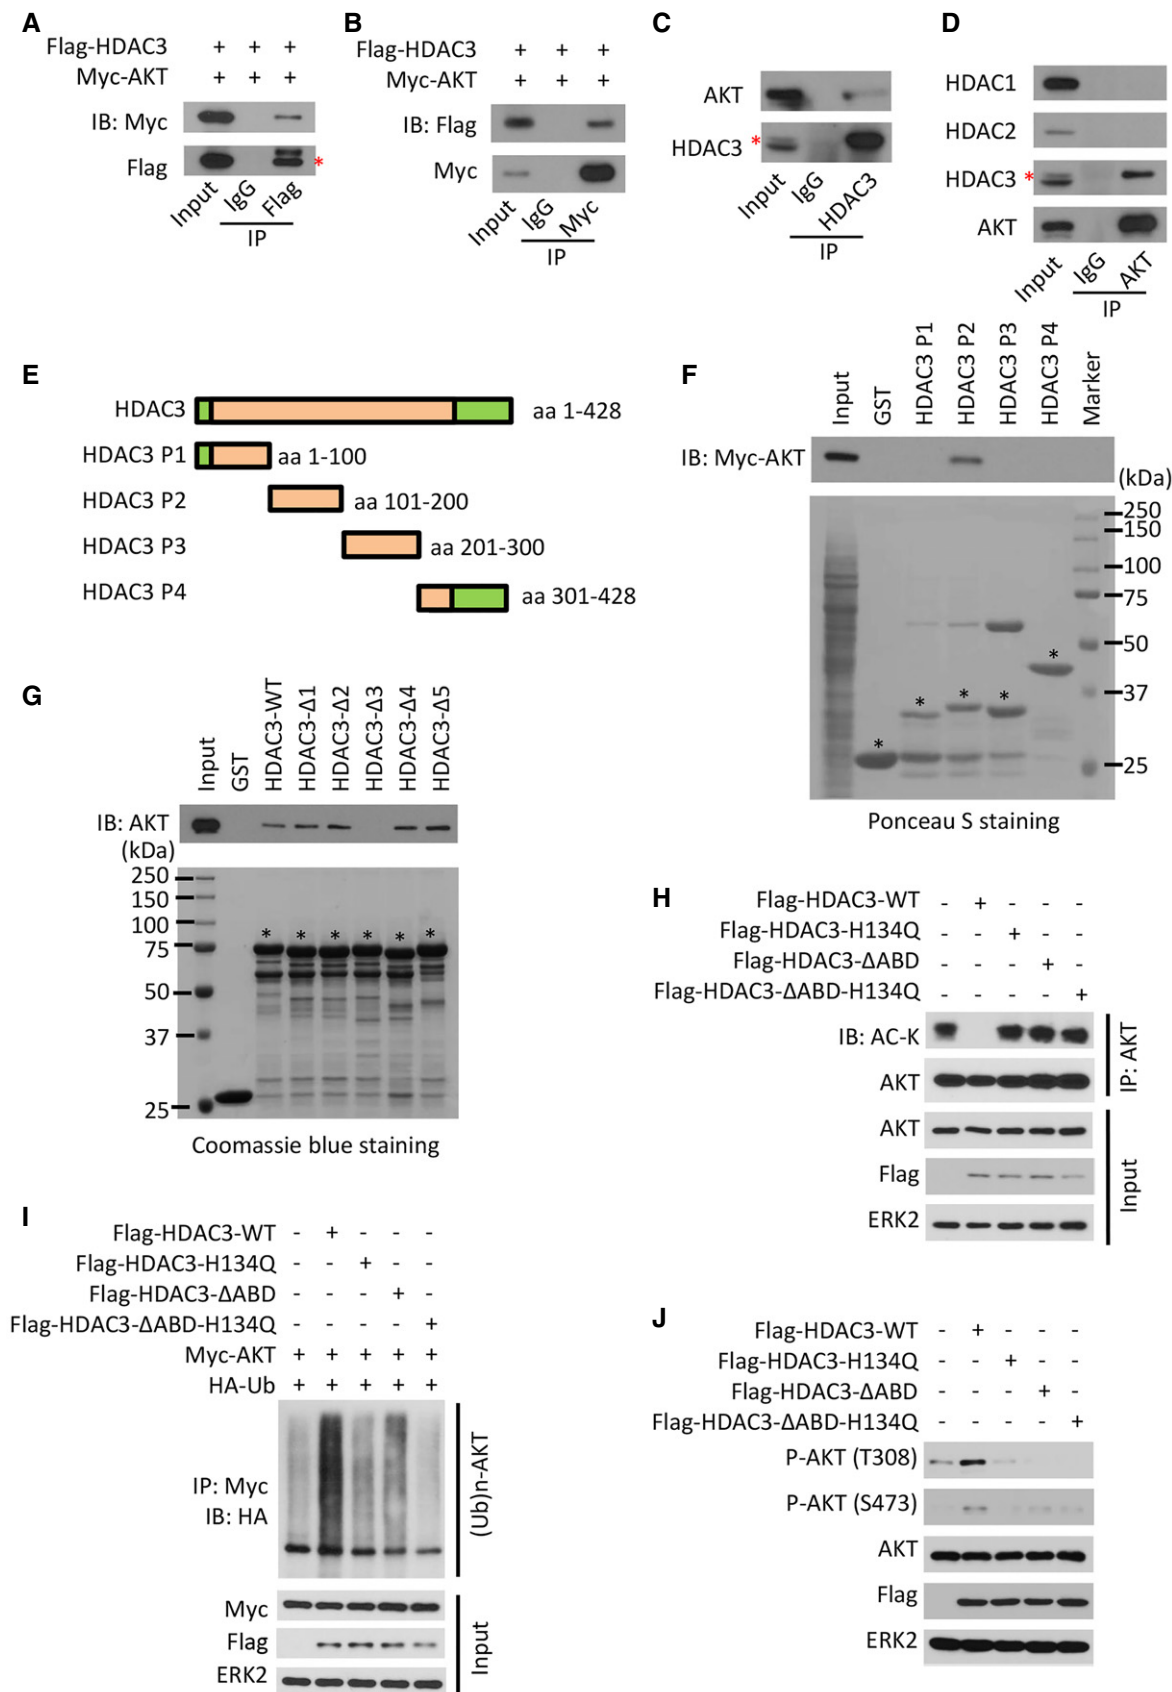 A
Flag-HDAC3 + + +
Myc-AKT + + +
IB: Myc
Flag *
Input IgG Flag
IP
B
Flag-HDAC3 + + +
Myc-AKT + + +
IB: Flag
Myc
Input IgG Myc
IP
C
AKT
HDAC3 *
Input IgG HDAC3
IP
D
HDAC1
HDAC2
HDAC3 *
AKT
Input IgG AKT
IP
E
HDAC3 aa 1-428
HDAC3 P1 aa 1-100
HDAC3 P2 aa 101-200
HDAC3 P3 aa 201-300
HDAC3 P4 aa 301-428
F
Input GST HDAC3 P1 HDAC3 P2 HDAC3 P3 HDAC3 P4 Marker
IB: Myc-AKT
(kDa)
250
150
100
75
50
37
25
* * * * *
Ponceau S staining
G
Input GST HDAC3-WT HDAC3-Δ1 HDAC3-Δ2 HDAC3-Δ3 HDAC3-Δ4 HDAC3-Δ5
IB: AKT
(kDa)
250
150
100
75
50
37
25
* * * * * *
Coomassie blue staining
H
Flag-HDAC3-WT - + - - -
Flag-HDAC3-H134Q - - + - -
Flag-HDAC3-ΔABD - - - + -
Flag-HDAC3-ΔABD-H134Q - - - - +
IB: AC-K
AKT
IP: AKT
AKT
Flag
ERK2
Input
I
Flag-HDAC3-WT - + - - -
Flag-HDAC3-H134Q - - + - -
Flag-HDAC3-ΔABD - - - + -
Flag-HDAC3-ΔABD-H134Q - - - - +
Myc-AKT + + + + +
HA-Ub + + + + +
IP: Myc
IB: HA
(Ub)n-AKT
Myc
Flag
ERK2
Input
J
Flag-HDAC3-WT - + - - -
Flag-HDAC3-H134Q - - + - -
Flag-HDAC3-ΔABD - - - + -
Flag-HDAC3-ΔABD-H134Q - - - - +
P-AKT (T308)
P-AKT (S473)
AKT
Flag
ERK2